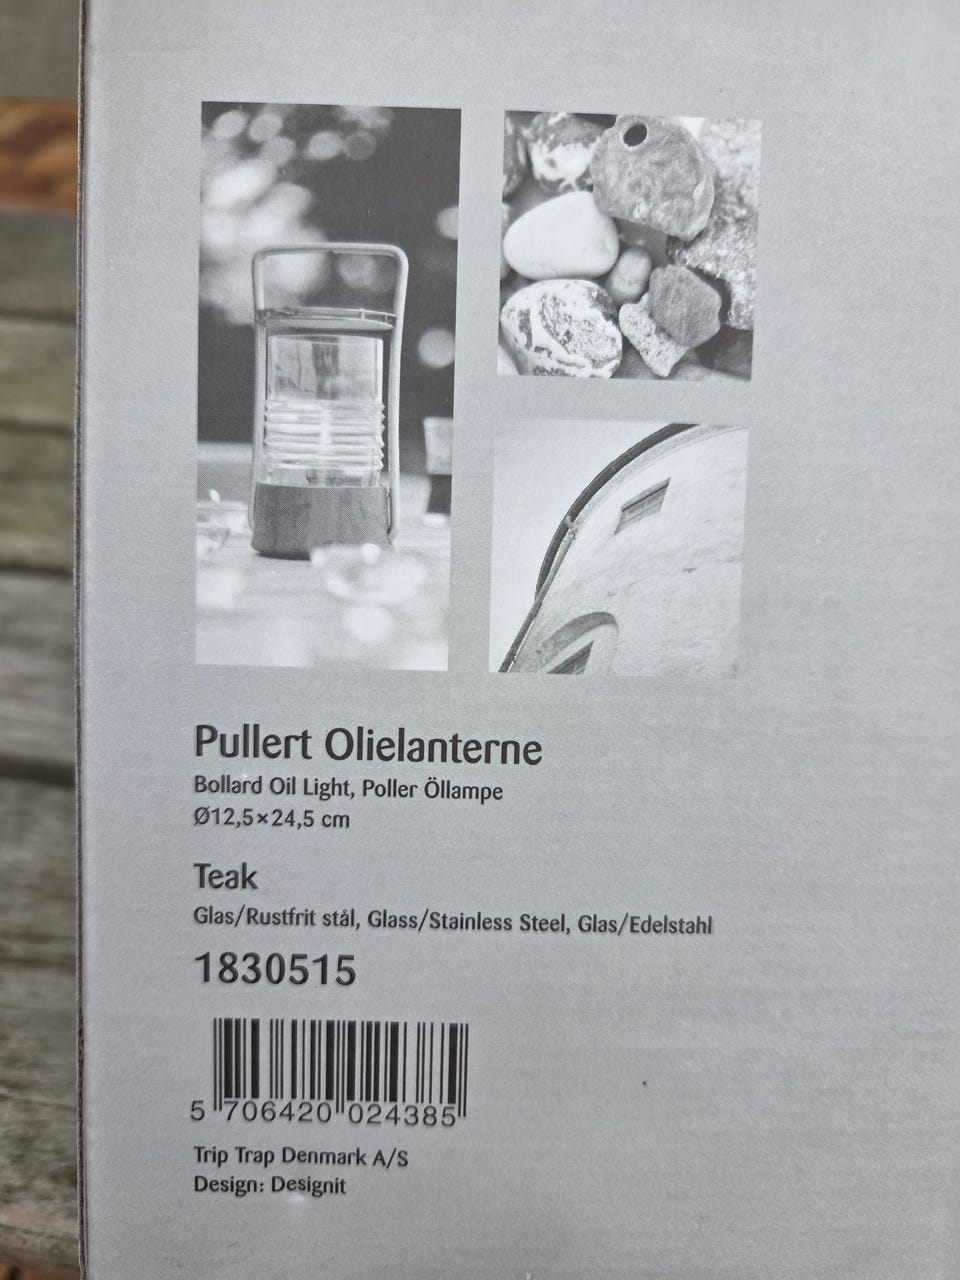 Pullert Olielanterne
Bollard Oil Light, Poller Öllampe
Ø12,5×24,5 cm
Teak
Glas/Rustfrit stål, Glass/Stainless Steel, Glas/Edelstahl
1830515
5 706420 024385
Trip Trap Denmark A/S
Design: Designit